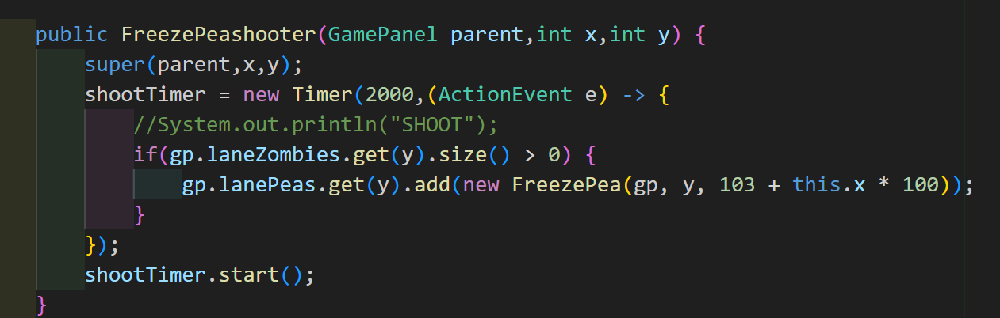 public FreezePeashooter(GamePanel parent,int x,int y) {
    super(parent,x,y);
    shootTimer = new Timer(2000,(ActionEvent e) -> {
        //System.out.println("SHOOT");
        if(gp.laneZombies.get(y).size() > 0) {
            gp.lanePeas.get(y).add(new FreezePea(gp, y, 103 + this.x * 100));
        }
    });
    shootTimer.start();
}